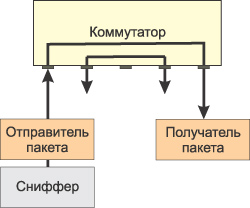 Коммутатор
Отправитель
пакета
Получатель
пакета
Сниффер